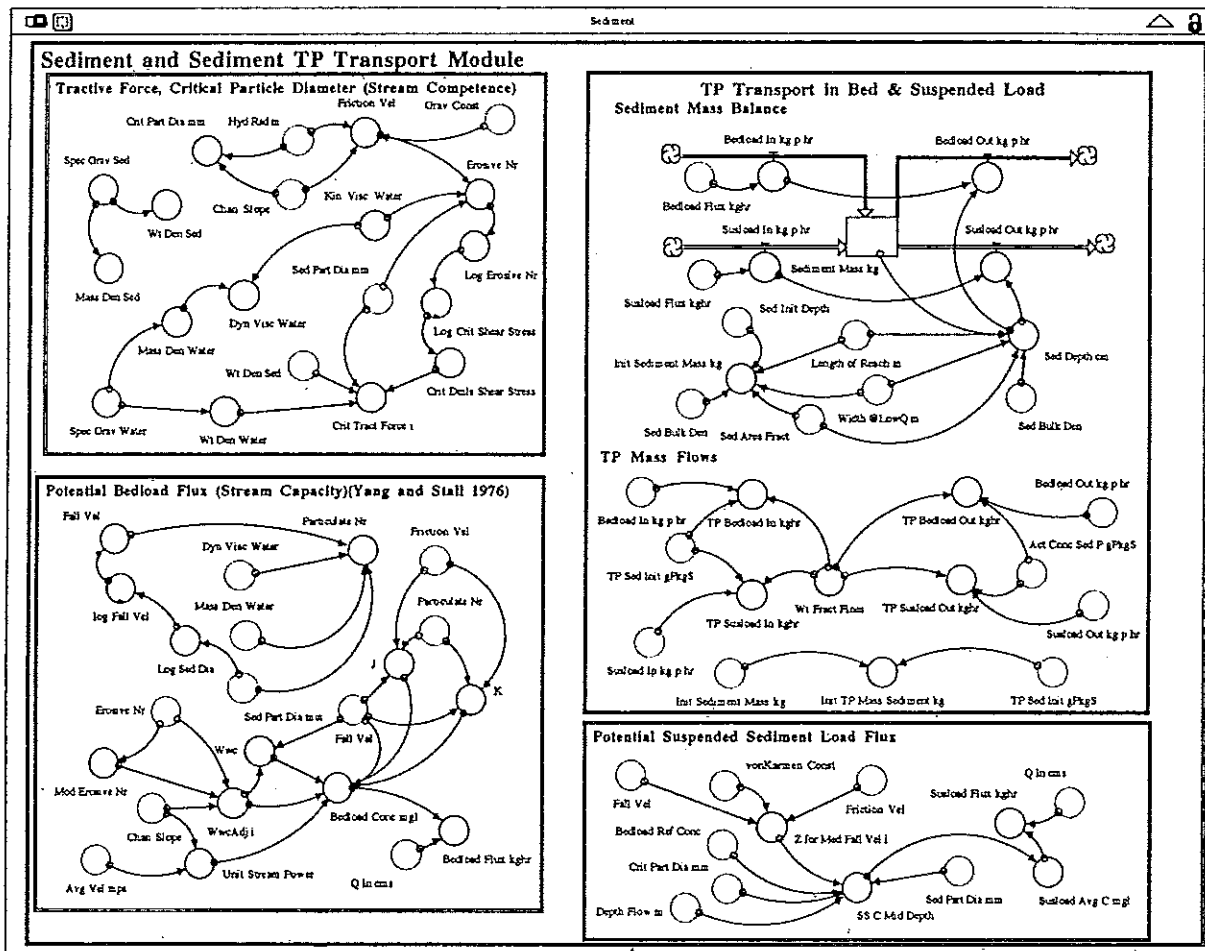 Sediment
Sediment and Sediment TP Transport Module
Tractive Force, Critical Particle Diameter (Stream Competence)
Friction Vel
Grav Const
Crit Part Dia mm
Hyd Rad m
Spec Grav Sed
Erosive Nr
Chan Slope
Kin Visc Water
Wt Den Sed
Sed Part Dia mm
Log Erosive Nr
Mass Den Sed
Dyn Visc Water
Log Crit Shear Stress
Mass Den Water
Wt Den Sed
Crit Dmls Shear Stress
Spec Grav Water
Wt Den Water
Crit Tract Force 1
Potential Bedload Flux (Stream Capacity)(Yang and Stall 1976)
Fall Vel
Particulate Nr
Dyn Visc Water
Friction Vel
log Fall Vel
Mass Den Water
Particulate Nr
Log Sed Dia
J
K
Sed Part Dia mm
Erosive Nr
Wwc
Fall Vel
Mod Erosive Nr
WwcAdj i
Chan Slope
Bedload Conc mgl
Avg Vel mps
Unit Stream Power
Q In cms
Bedload Flux kghr
TP Transport in Bed & Suspended Load
Sediment Mass Balance
Bedload In kg p hr
Bedload Out kg p hr
Bedload Flux kghr
Susload In kg p hr
Susload Out kg p hr
Sediment Mass kg
Susload Flux kghr
Sed Init Depth
Init Sediment Mass kg
Length of Reach m
Sed Depth cm
Width @LowQ m
Sed Bulk Den
Sed Area Fract
Sed Bulk Den
TP Mass Flows
Bedload Out kg p hr
Bedload In kg p hr
TP Bedload In kghr
TP Bedload Out kghr
Act Conc Sed P gPkgS
TP Sed Init gPkgS
Wt Fract Fines
TP Susload Out kghr
TP Susload In kghr
Susload Out kg p hr
Susload In kg p hr
Init Sediment Mass kg
Init TP Mass Sediment kg
TP Sed Init gPkgS
Potential Suspended Sediment Load Flux
vonKarmen Const
Q In cms
Fall Vel
Susload Flux kghr
Friction Vel
Bedload Ref Conc
Z for Med Fall Vel i
Crit Part Dia mm
Depth Flow m
SS C Mid Depth
Sed Part Dia mm
Susload Avg C mgl